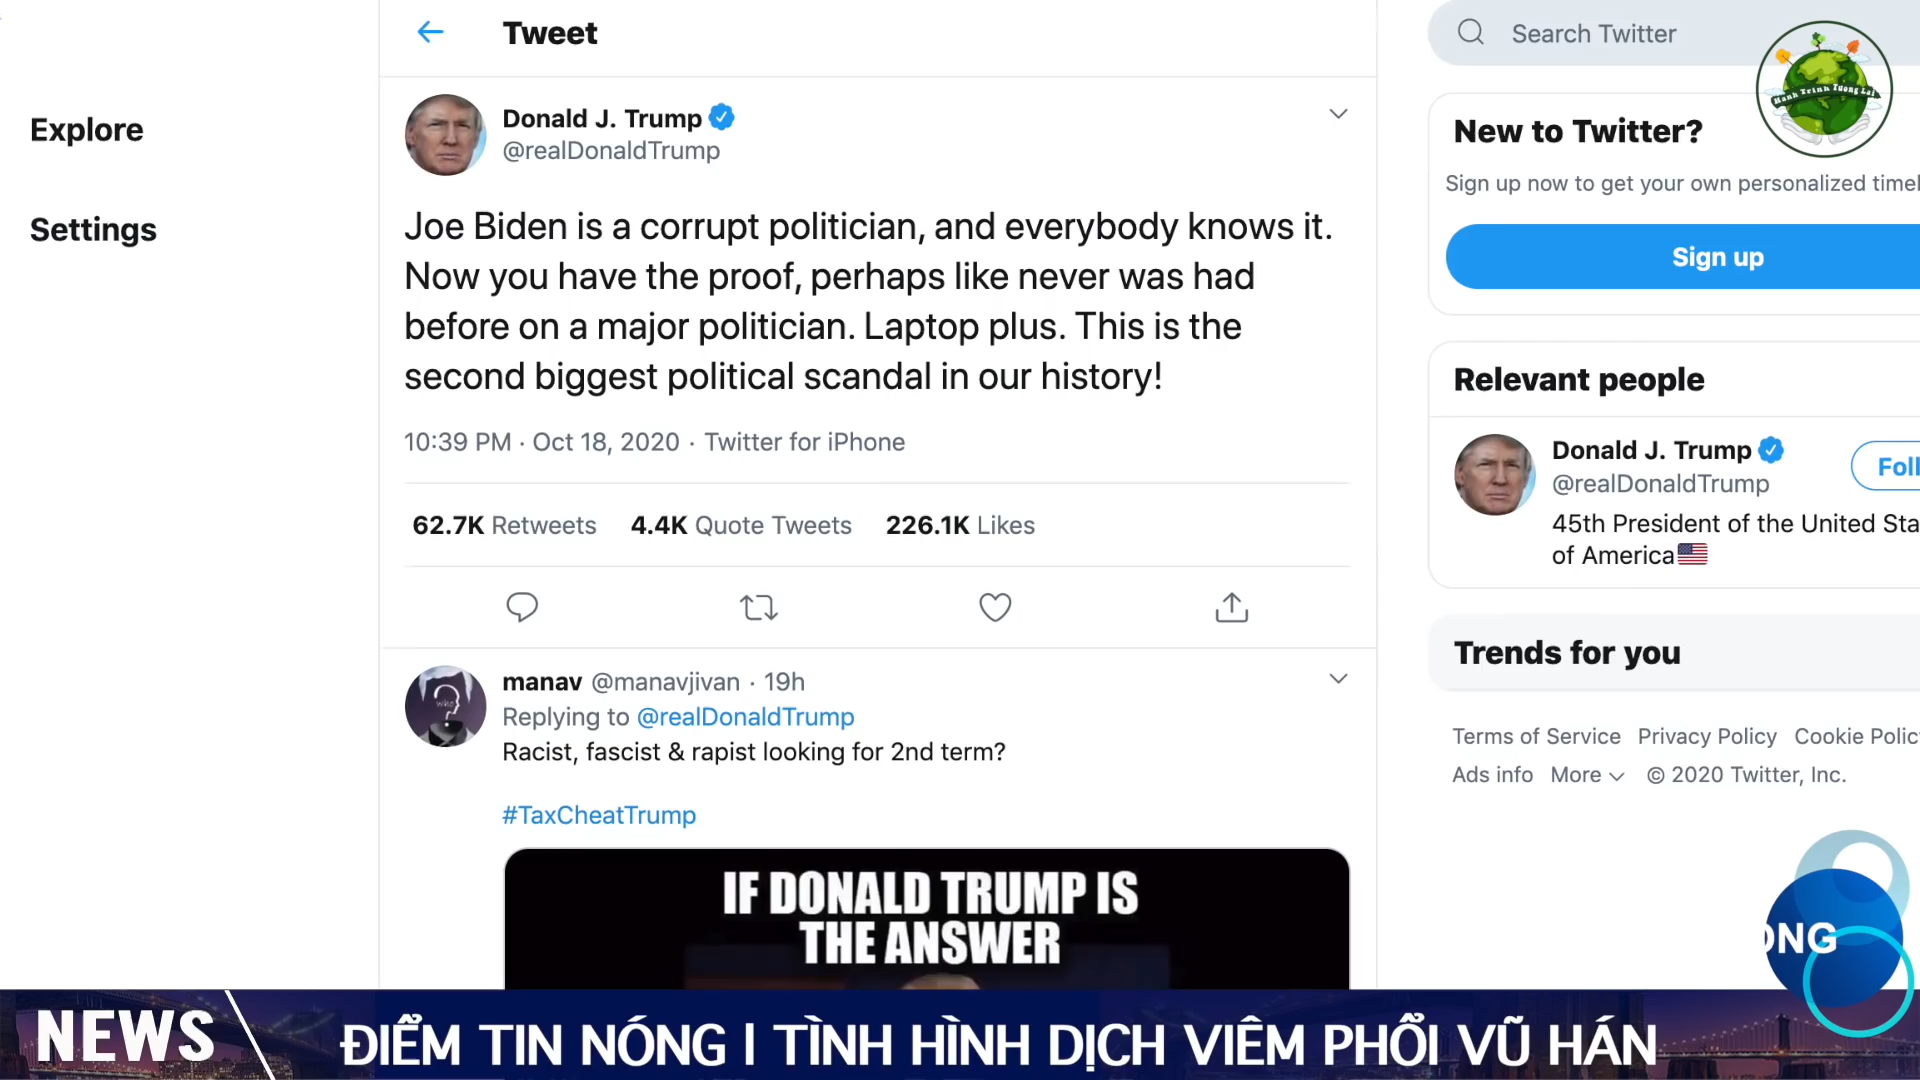 Explore
Settings
Tweet
Donald J. Trump
@realDonaldTrump
Joe Biden is a corrupt politician, and everybody knows it.
Now you have the proof, perhaps like never was had
before on a major politician. Laptop plus. This is the
second biggest political scandal in our history!
10:39 PM · Oct 18, 2020 · Twitter for iPhone
62.7K Retweets 4.4K Quote Tweets 226.1K Likes
manav @manavjivan · 19h
Replying to @realDonaldTrump
Racist, fascist & rapist looking for 2nd term?
#TaxCheatTrump
IF DONALD TRUMP IS
THE ANSWER
Search Twitter
Hành Trình Tương Lai
New to Twitter?
Sign up now to get your own personalized timel
Sign up
Relevant people
Donald J. Trump
@realDonaldTrump
Foll
45th President of the United Sta
of America
Trends for you
Terms of Service Privacy Policy Cookie Polic
Ads info More © 2020 Twitter, Inc.
ONG
NEWS
ĐIỂM TIN NÓNG | TÌNH HÌNH DỊCH VIÊM PHỔI VŨ HÁN